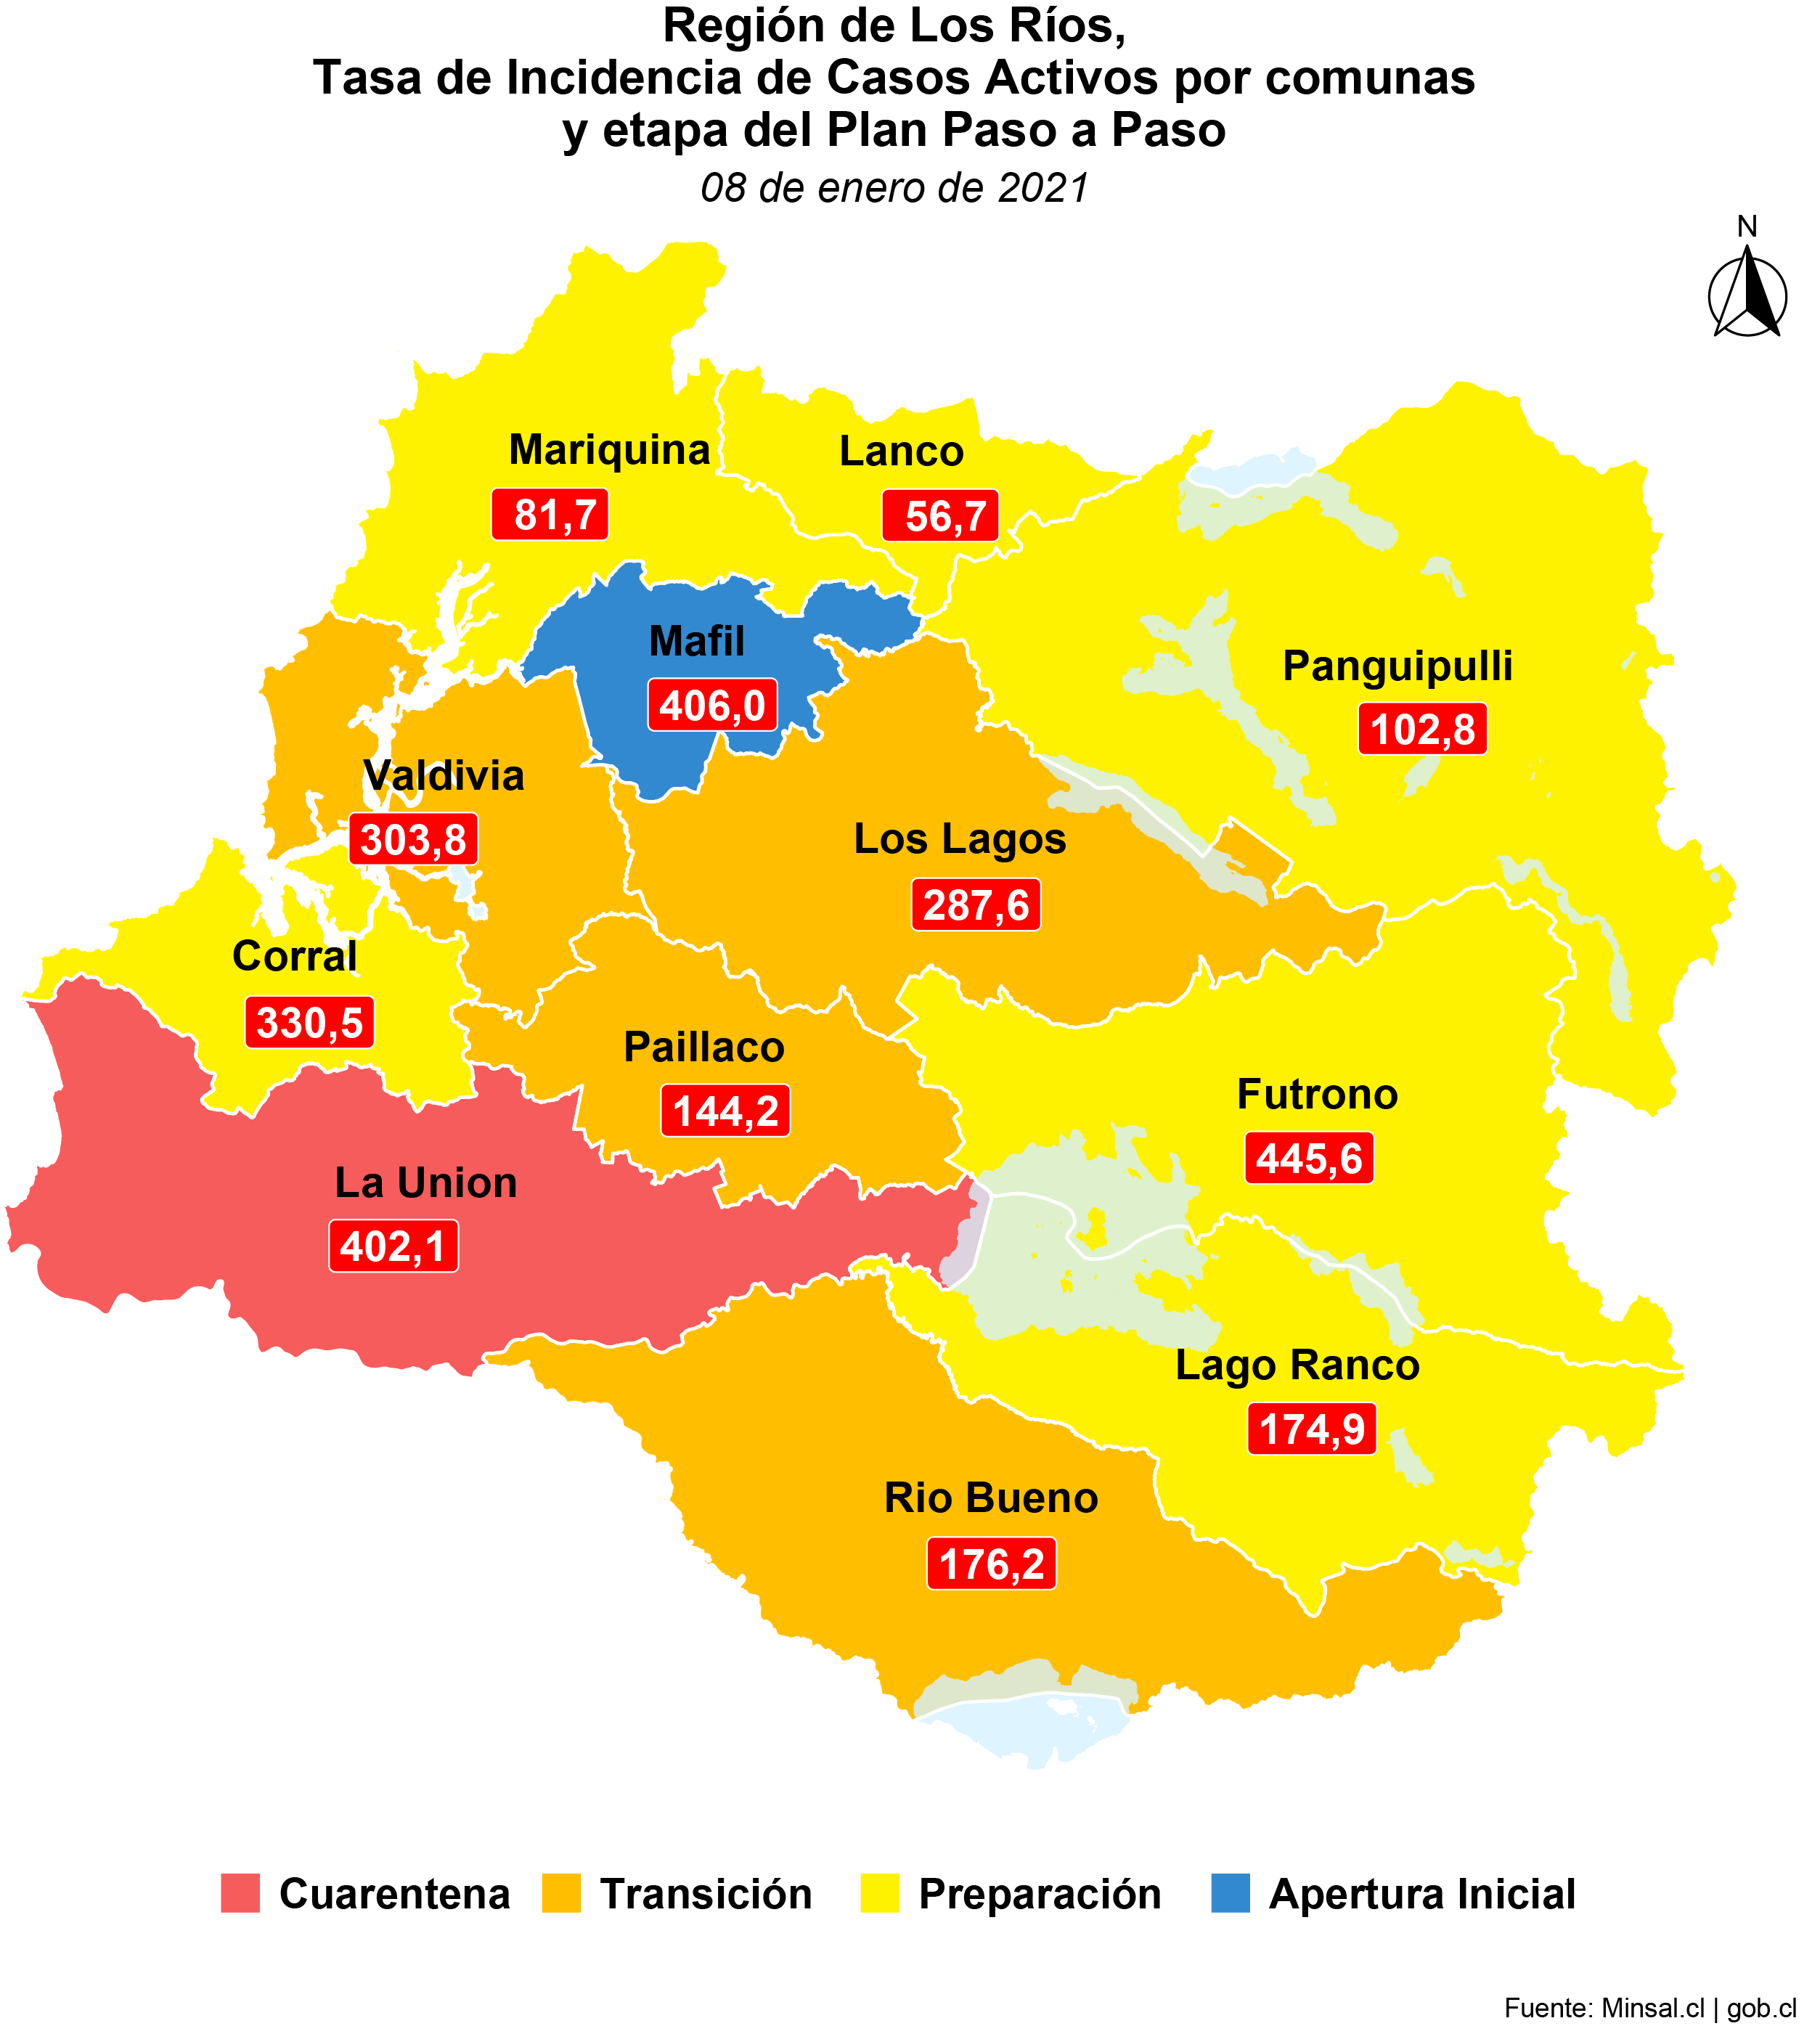 Región de Los Ríos,
Tasa de Incidencia de Casos Activos por comunas
y etapa del Plan Paso a Paso
08 de enero de 2021
N
Mariquina
81,7
Lanco
56,7
Mafil
406,0
Panguipulli
102,8
Valdivia
303,8
Los Lagos
287,6
Corral
330,5
Paillaco
144,2
Futrono
445,6
La Union
402,1
Lago Ranco
174,9
Rio Bueno
176,2
Cuarentena
Transición
Preparación
Apertura Inicial
Fuente: Minsal.cl | gob.cl